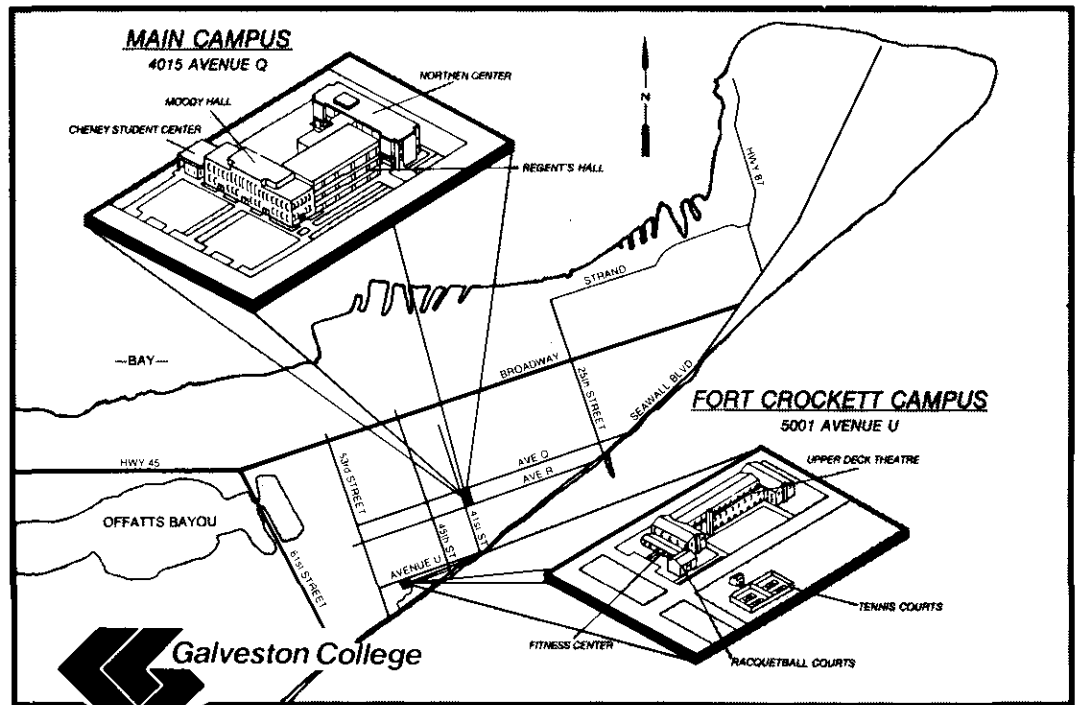 MAIN CAMPUS
4015 AVENUE Q
NORTHEN CENTER
MOODY HALL
CHENEY STUDENT CENTER
REGENT'S HALL
N
HWY 87
STRAND
—BAY—
BROADWAY
25th STREET
SEAWALL BLVD
FORT CROCKETT CAMPUS
5001 AVENUE U
UPPER DECK THEATRE
HWY 45
53rd STREET
AVE Q
AVE R
OFFATTS BAYOU
61st STREET
45th ST.
41st ST.
AVENUE U
TENNIS COURTS
FITNESS CENTER
RACQUETBALL COURTS
Galveston College